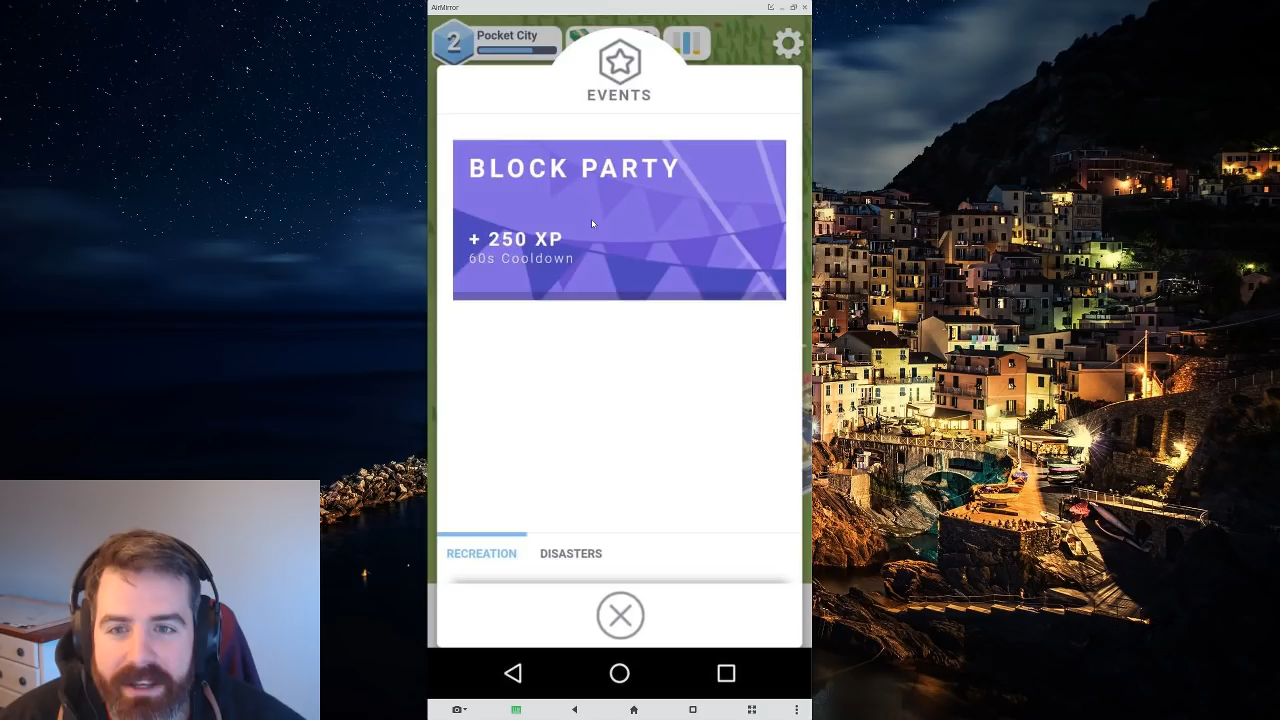 AirMirror
2
Pocket City
EVENTS
BLOCK PARTY
+ 250 XP
60s Cooldown
RECREATION
DISASTERS